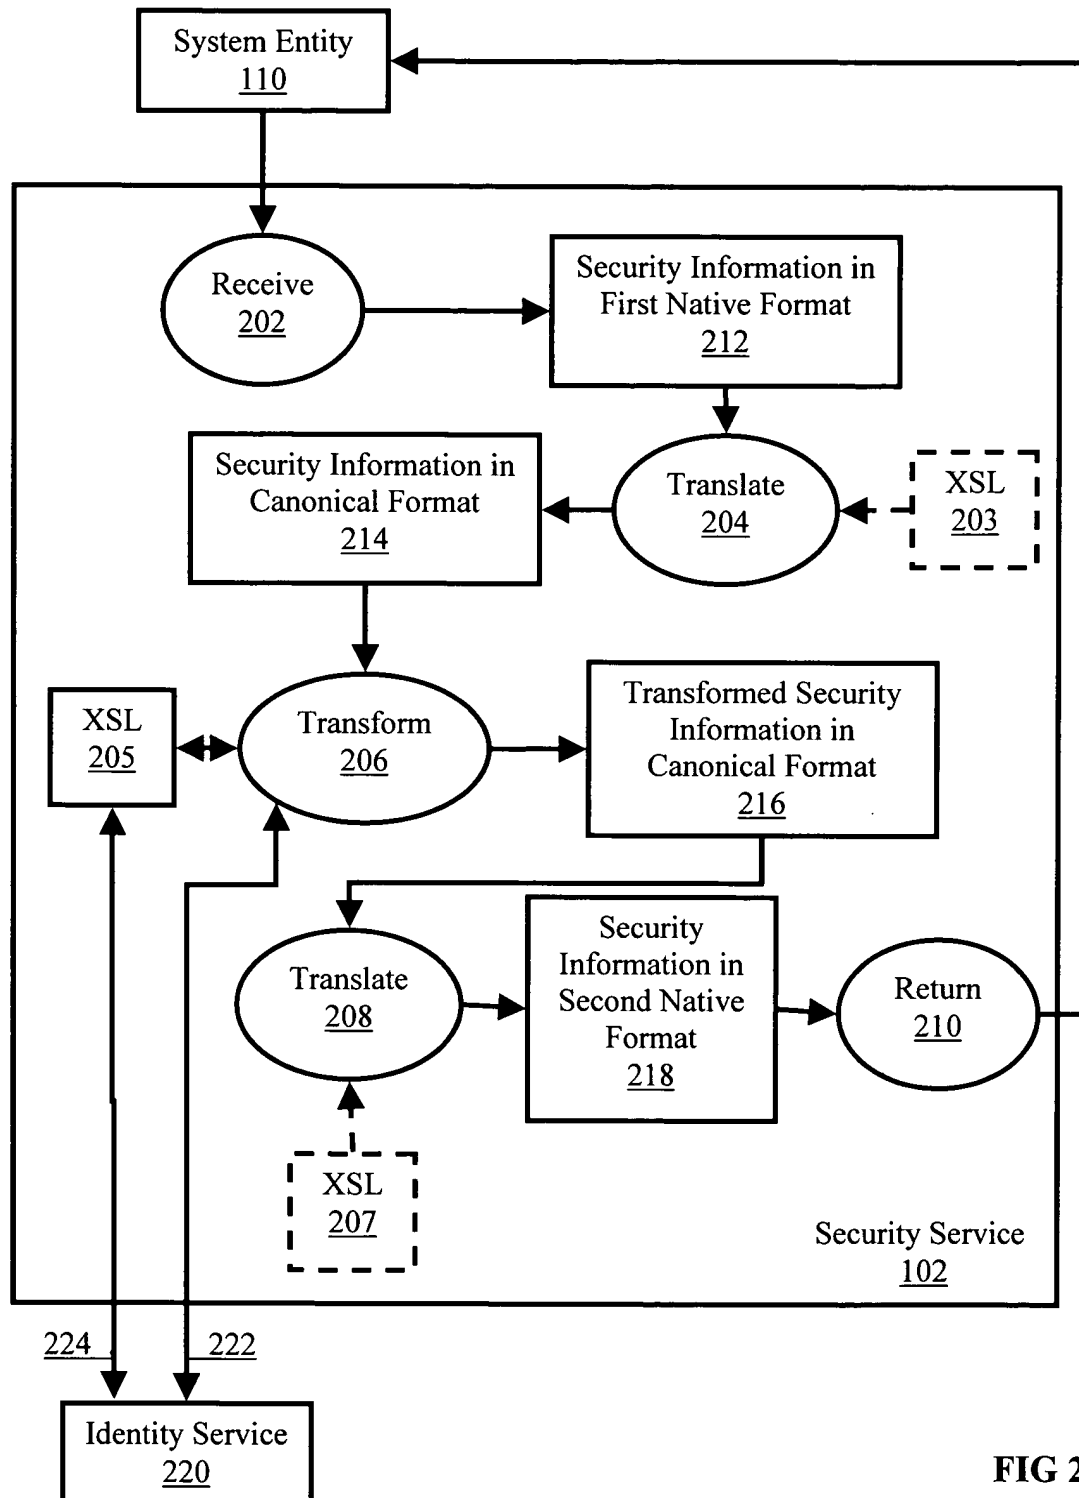 System Entity
110
Receive
202
Security Information in
First Native Format
212
Security Information in
Canonical Format
214
Translate
204
XSL
203
XSL
205
Transform
206
Transformed Security
Information in
Canonical Format
216
Translate
208
Security
Information in
Second Native
Format
218
Return
210
XSL
207
Security Service
102
224
222
Identity Service
220
FIG 2